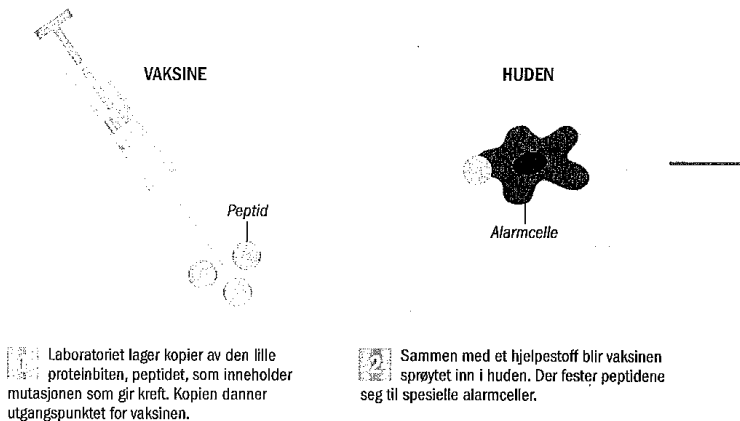 VAKSINE
Peptid
1 Laboratoriet lager kopier av den lille
proteinbiten, peptidet, som inneholder
mutasjonen som gir kreft. Kopien danner
utgangspunktet for vaksinen.
HUDEN
Alarmcelle
2 Sammen med et hjelpestoff blir vaksinen
sprøytet inn i huden. Der fester peptidene
seg til spesielle alarmceller.